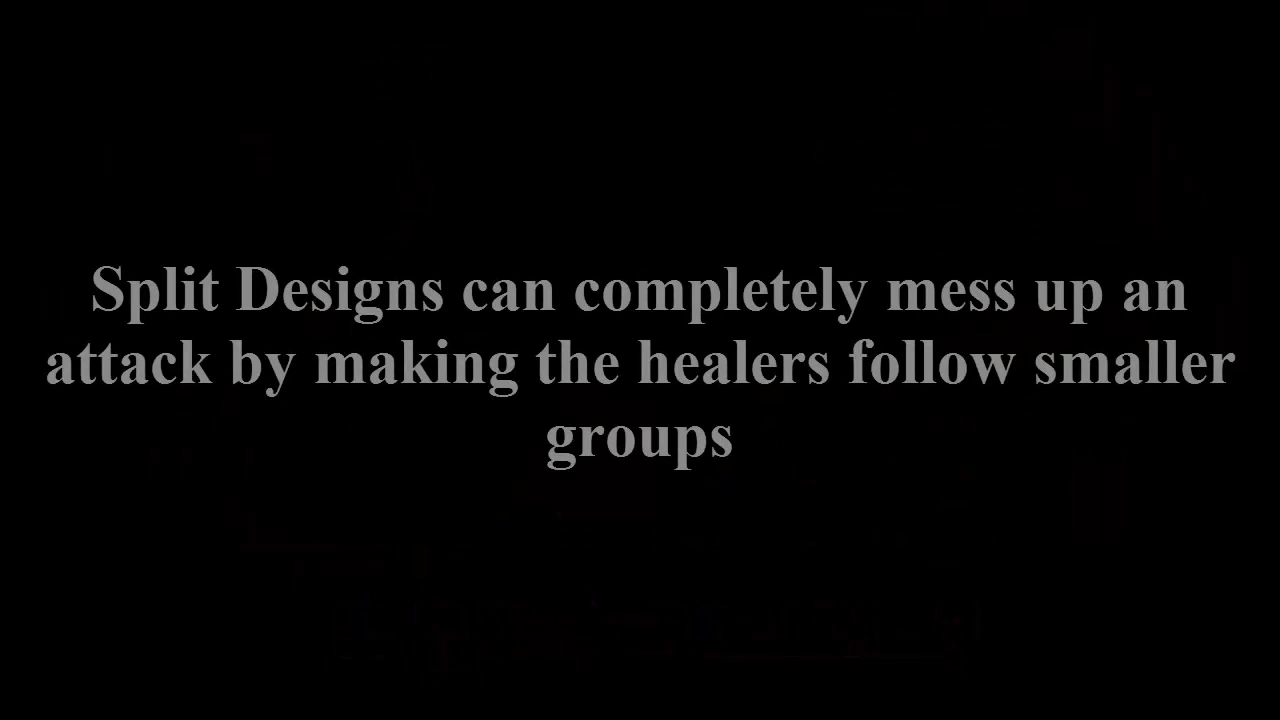 Split Designs can completely mess up an
attack by making the healers follow smaller
groups